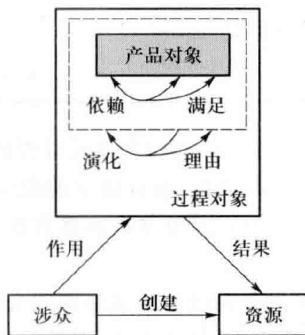 产品对象
依赖 满足
演化 理由
过程对象
作用 结果
涉众 创建 资源